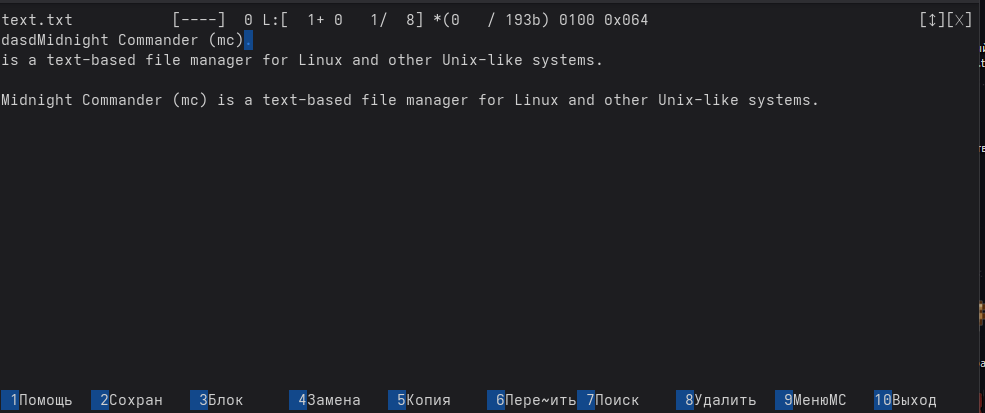 text.txt [----] 0 L:[ 1+ 0 1/ 8] *(0 / 193b) 0100 0x064 [↕][X]
dasdMidnight Commander (mc).
is a text-based file manager for Linux and other Unix-like systems.
Midnight Commander (mc) is a text-based file manager for Linux and other Unix-like systems.
1Помощь 2Сохран 3Блок 4Замена 5Копия 6Пере~ить 7Поиск 8Удалить 9МенюMC 10Выход